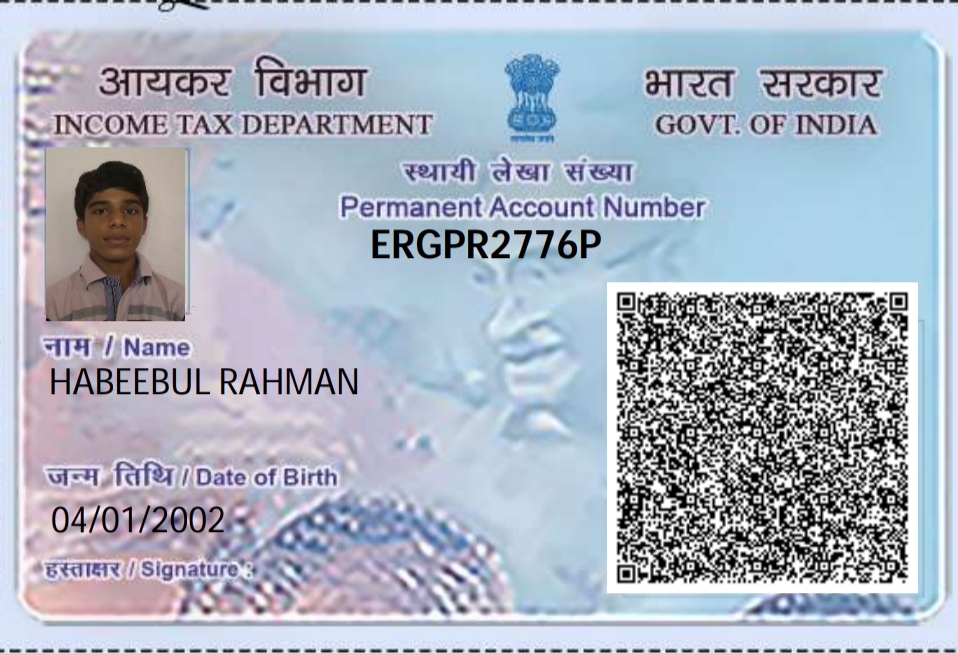 आयकर विभाग
INCOME TAX DEPARTMENT
भारत सरकार
GOVT. OF INDIA
स्थायी लेखा संख्या
Permanent Account Number
ERGPR2776P
नाम / Name
HABEEBUL RAHMAN
जन्म तिथि / Date of Birth
04/01/2002
हस्ताक्षर / Signature :